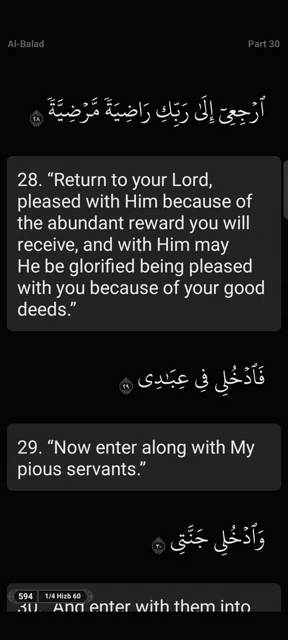 Al-Balad
Part 30
ٱرْجِعِىٓ إِلَىٰ رَبِّكِ رَاضِيَةً مَّرْضِيَّةً ٢٨
28. “Return to your Lord,
pleased with Him because of
the abundant reward you will
receive, and with Him may
He be glorified being pleased
with you because of your good
deeds.”
فَٱدْخُلِى فِى عِبَـٰدِى ٢٩
29. “Now enter along with My
pious servants.”
وَٱدْخُلِى جَنَّتِى ٣٠
594
1/4 Hizb 60
30. “And enter with them into